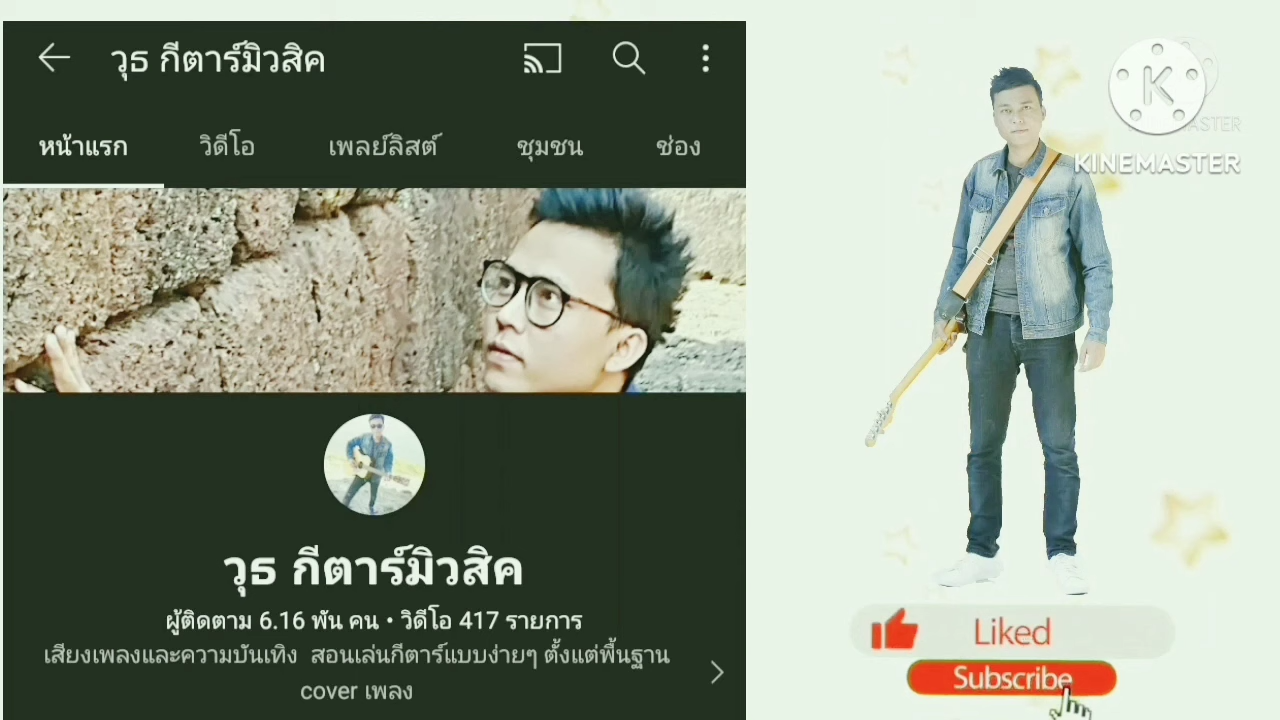 วุธ กีตาร์มิวสิค
หน้าแรก วิดีโอ เพลย์ลิสต์ ชุมชน ช่อง
วุธ กีตาร์มิวสิค
ผู้ติดตาม 6.16 พัน คน • วิดีโอ 417 รายการ
เสียงเพลงและความบันเทิง สอนเล่นกีตาร์แบบง่ายๆ ตั้งแต่พื้นฐาน
cover เพลง
K
KINEMASTER
Liked
Subscribe